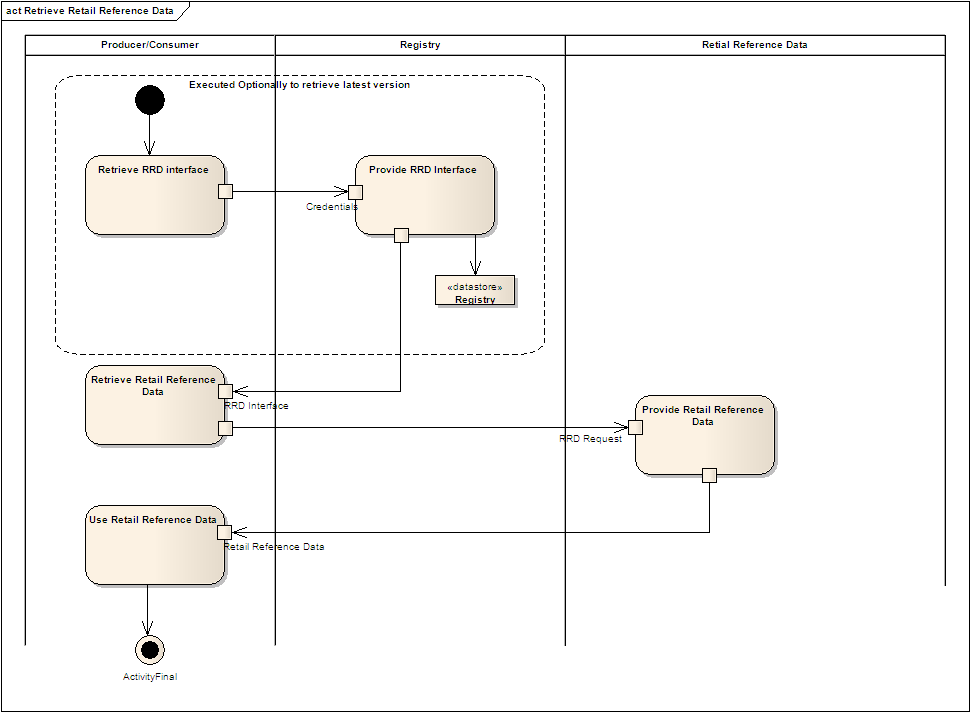 act Retrieve Retail Reference Data
Producer/Consumer
Registry
Retial Reference Data
Executed Optionally to retrieve latest version
Retrieve RRD interface
Provide RRD Interface
Credentials
«datastore»
Registry
Retrieve Retail Reference
Data
RRD Interface
Provide Retail Reference
Data
RRD Request
Use Retail Reference Data
Retail Reference Data
ActivityFinal